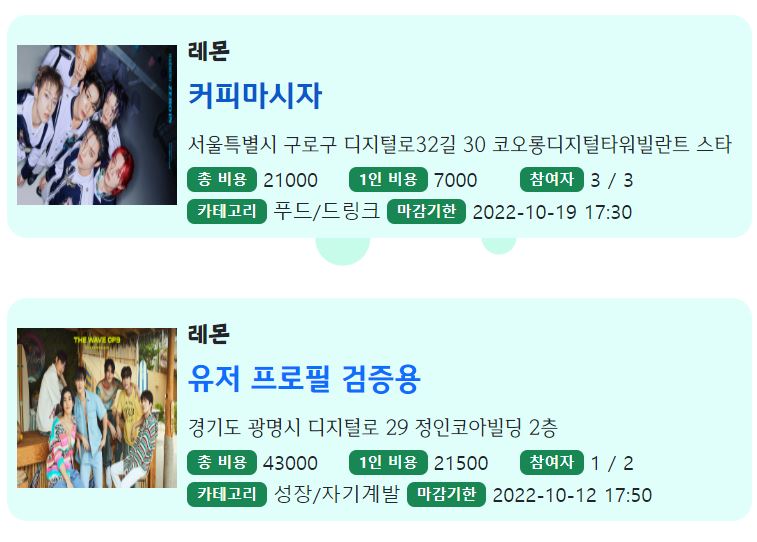 레몬
커피마시자
서울특별시 구로구 디지털로32길 30 코오롱디지털타워빌란트 스타
총 비용 21000 1인 비용 7000 참여자 3 / 3
카테고리 푸드/드링크 마감기한 2022-10-19 17:30
THE WAVE OF9
레몬
유저 프로필 검증용
경기도 광명시 디지털로 29 정인코아빌딩 2층
총 비용 43000 1인 비용 21500 참여자 1 / 2
카테고리 성장/자기계발 마감기한 2022-10-12 17:50